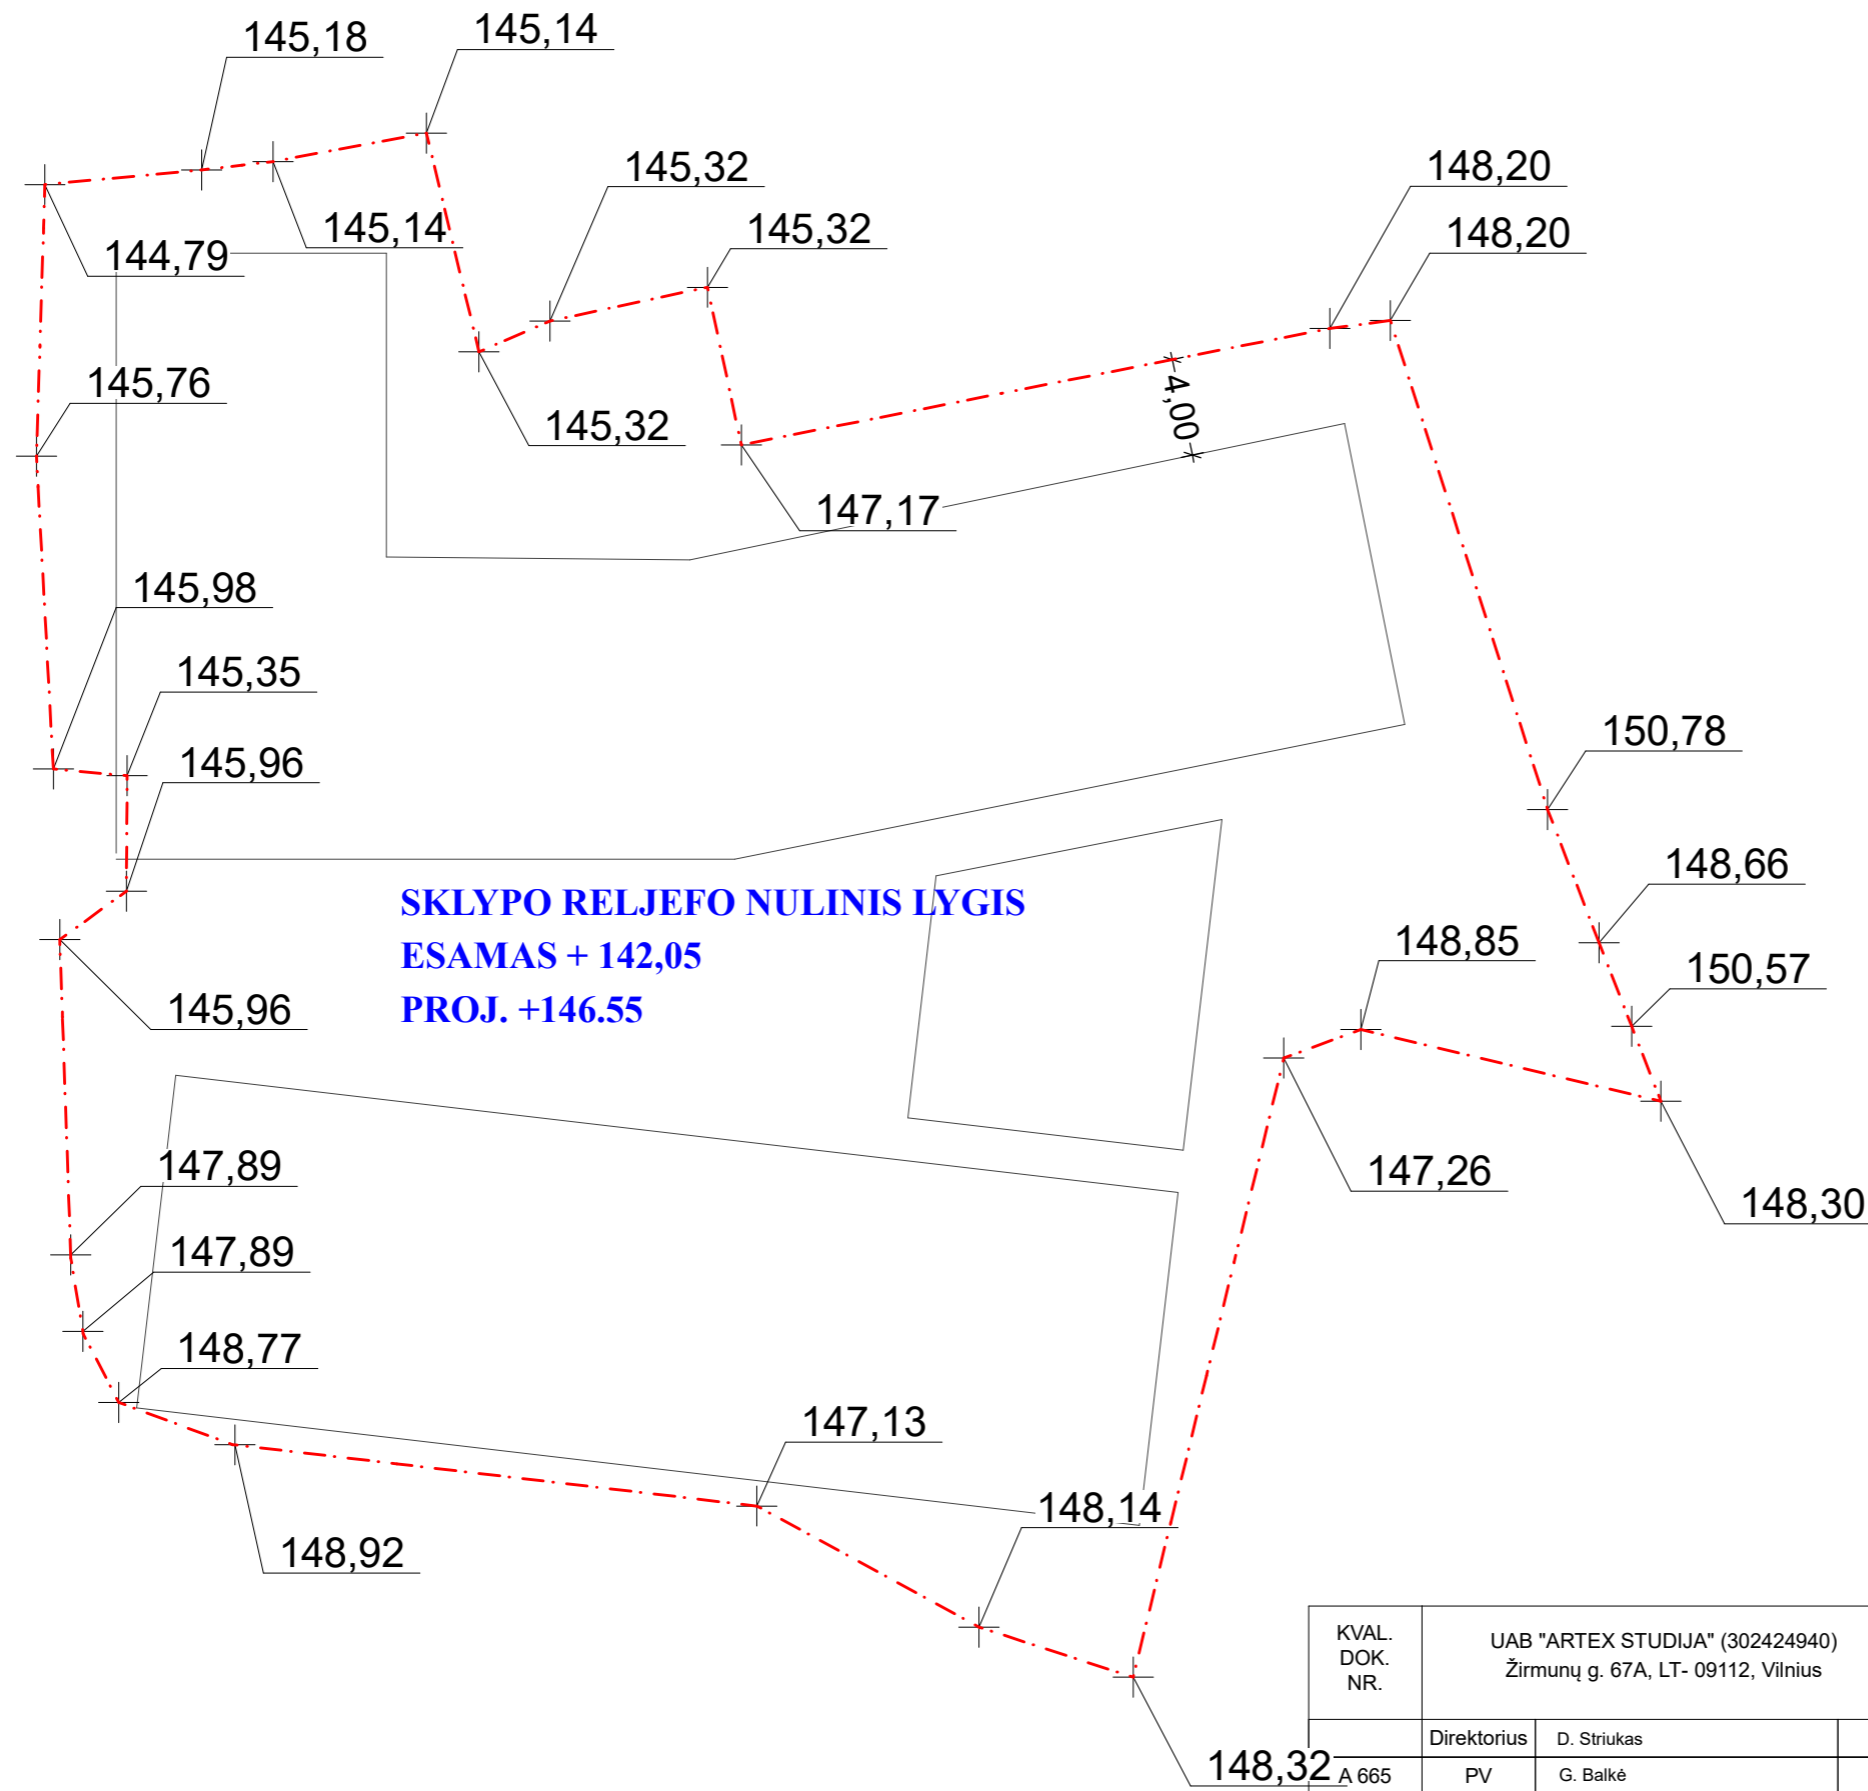 145,18
145,14
145,32
148,20
145,14
145,32
148,20
144,79
145,76
145,32
147,17
4,00
145,98
145,35
150,78
145,96
148,66
SKLYPO RELJEFO NULINIS LYGIS
ESAMAS + 142,05
PROJ. +146.55
148,85
150,57
145,96
147,89
147,26
148,30
147,89
148,77
147,13
148,14
148,92
148,32
KVAL.
DOK.
NR.
UAB "ARTEX STUDIJA" (302424940)
Žirmunų g. 67A, LT- 09112, Vilnius
Direktorius D. Striukas
A 665 PV G. Balkė